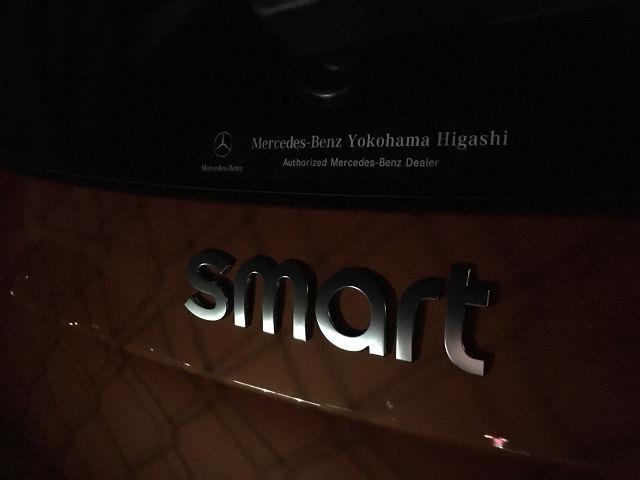 Mercedes-Benz Yokohama Higashi
Mercedes-Benz
Authorized Mercedes-Benz Dealer
smart